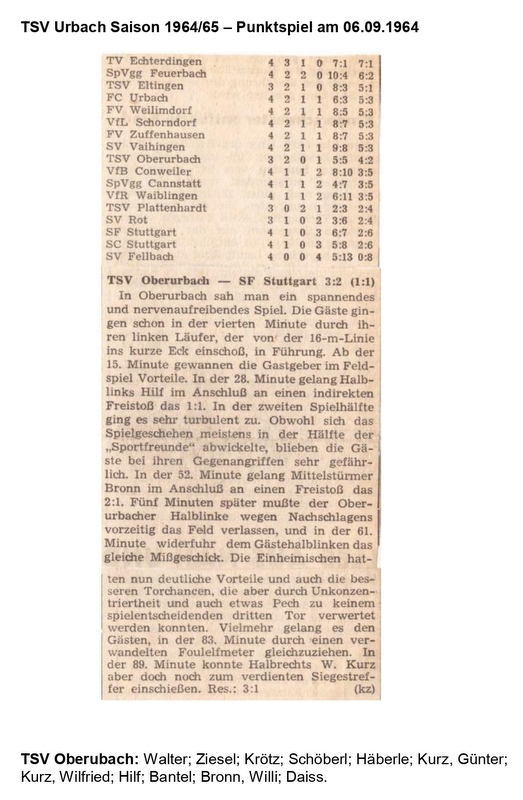 TSV Urbach Saison 1964/65 – Punktspiel am 06.09.1964
TV Echterdingen 4 3 1 0 7:1 7:1
SpVgg Feuerbach 4 2 2 0 10:4 6:2
TSV Eltingen 3 2 1 0 8:3 5:1
FC Urbach 4 2 1 1 6:3 5:3
FV Weilimdorf 4 2 1 1 8:5 5:3
VfL Schorndorf 4 2 1 1 8:7 5:3
FV Zuffenhausen 4 2 1 1 8:7 5:3
SV Vaihingen 4 2 1 1 9:8 5:3
TSV Oberurbach 3 2 0 1 5:5 4:2
VfB Conweiler 4 1 1 2 8:10 3:5
SpVgg Cannstatt 4 1 1 2 4:7 3:5
VfR Waiblingen 4 1 1 2 6:11 3:5
TSV Plattenhardt 3 0 2 1 2:3 2:4
SV Rot 3 1 0 2 3:6 2:4
SF Stuttgart 4 1 0 3 6:7 2:6
SC Stuttgart 4 1 0 3 5:8 2:6
SV Fellbach 4 0 0 4 5:13 0:8
TSV Oberurbach — SF Stuttgart 3:2 (1:1)
In Oberurbach sah man ein spannendes
und nervenaufreibendes Spiel. Die Gäste gin-
gen schon in der vierten Minute durch ih-
ren linken Läufer, der von der 16-m-Linie
ins kurze Eck einschoß, in Führung. Ab der
15. Minute gewannen die Gastgeber im Feld-
spiel Vorteile. In der 28. Minute gelang Halb-
links Hilf im Anschluß an einen indirekten
Freistoß das 1:1. In der zweiten Spielhälfte
ging es sehr turbulent zu. Obwohl sich das
Spielgeschehen meistens in der Hälfte der
„Sportfreunde“ abwickelte, blieben die Gä-
ste bei ihren Gegenangriffen sehr gefähr-
lich. In der 52. Minute gelang Mittelstürmer
Bronn im Anschluß an einen Freistoß das
2:1. Fünf Minuten später mußte der Ober-
urbacher Halblinke wegen Nachschlagens
vorzeitig das Feld verlassen, und in der 61.
Minute widerfuhr dem Gästehalblinken das
gleiche Mißgeschick. Die Einheimischen hat-
ten nun deutliche Vorteile und auch die bes-
seren Torchancen, die aber durch Unkonzen-
triertheit und auch etwas Pech zu keinem
spielentscheidenden dritten Tor verwertet
werden konnten. Vielmehr gelang es den
Gästen, in der 83. Minute durch einen ver-
wandelten Foulelfmeter gleichzuziehen. In
der 89. Minute konnte Halbrechts W. Kurz
aber doch noch zum verdienten Siegestref-
fer einschießen. Res.: 3:1 (kz)
TSV Oberubach: Walter; Ziesel; Krötz; Schöberl; Häberle; Kurz, Günter;
Kurz, Wilfried; Hilf; Bantel; Bronn, Willi; Daiss.